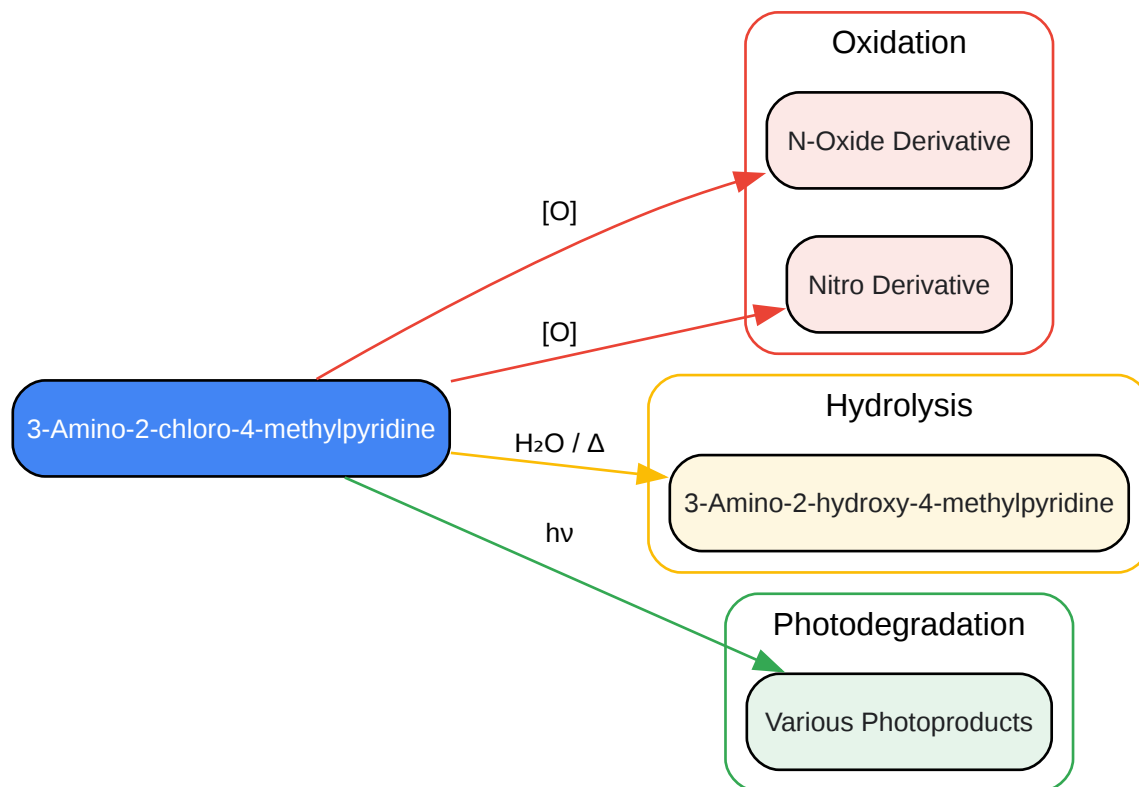 Oxidation
N-Oxide Derivative
[O]
Nitro Derivative
[O]
Hydrolysis
3-Amino-2-chloro-4-methylpyridine
H₂O / Δ
3-Amino-2-hydroxy-4-methylpyridine
hν
Photodegradation
Various Photoproducts